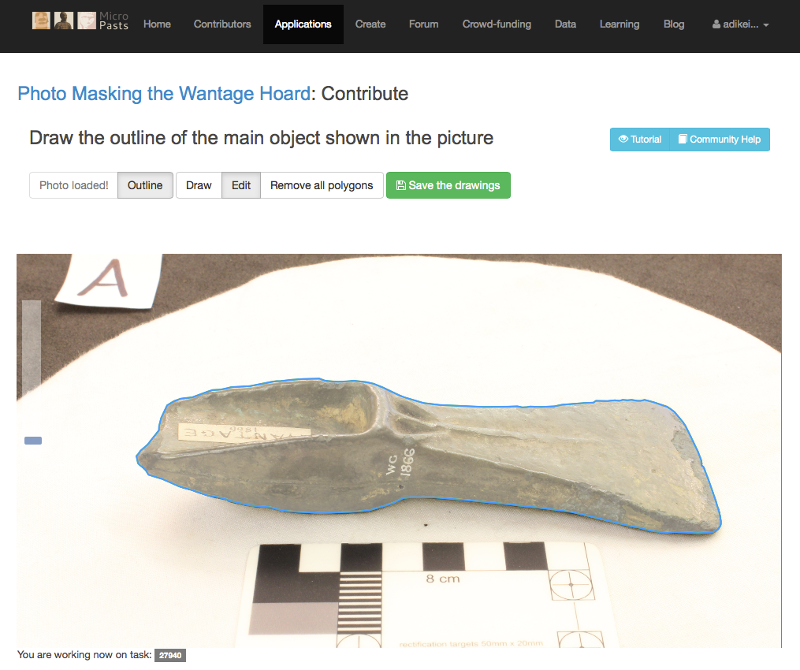 Micro
Pasts
Home
Contributors
Applications
Create
Forum
Crowd-funding
Data
Learning
Blog
adikei...
Photo Masking the Wantage Hoard: Contribute
Draw the outline of the main object shown in the picture
Tutorial
Community Help
Photo loaded!
Outline
Draw
Edit
Remove all polygons
Save the drawings
A
WANTAGE
WG
1866
8 cm
rectification targets 50mm x 20mm
You are working now on task: 27940